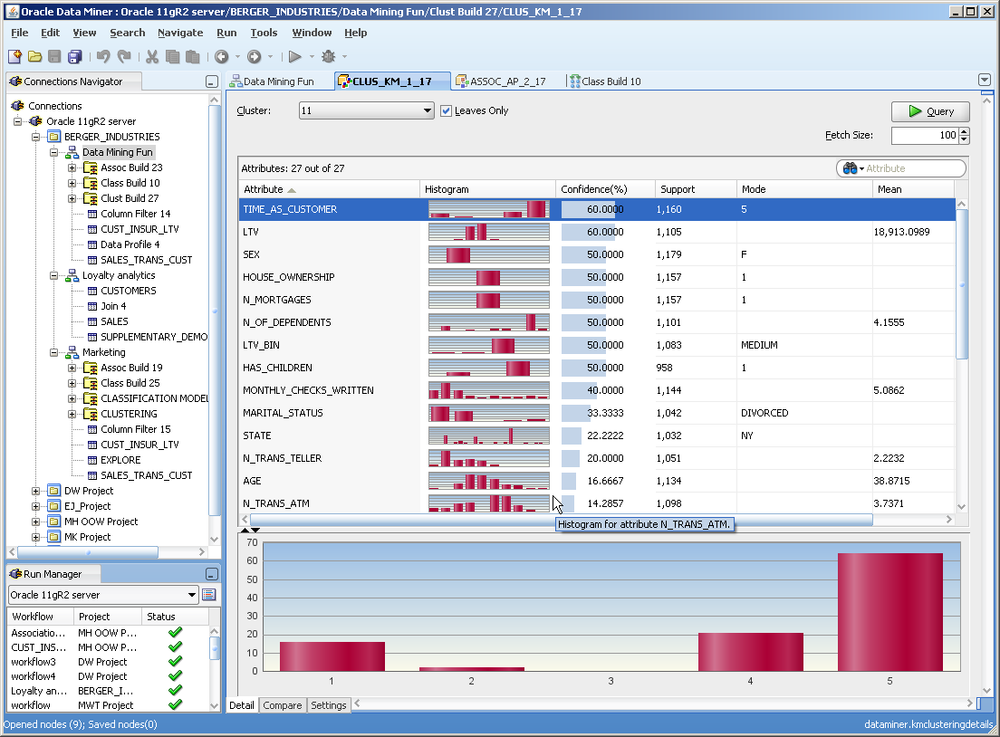 Oracle Data Miner : Oracle 11gR2 server/BERGER_INDUSTRIES/Data Mining Fun/Clust Build 27/CLUS_KM_1_17
File Edit View Search Navigate Run Tools Window Help
Connections Navigator
Connections
Oracle 11gR2 server
BERGER_INDUSTRIES
Data Mining Fun
Assoc Build 23
Class Build 10
Clust Build 27
Column Filter 14
CUST_INSUR_LTV
Data Profile 4
SALES_TRANS_CUST
Loyalty analytics
CUSTOMERS
Join 4
SALES
SUPPLEMENTARY_DEMO
Marketing
Assoc Build 19
Class Build 25
CLASSIFICATION MODEL
CLUSTERING
Column Filter 15
CUST_INSUR_LTV
EXPLORE
SALES_TRANS_CUST
DW Project
EJ_Project
MH OOW Project
MK Project
Run Manager
Oracle 11gR2 server
Workflow Project Status
Associatio... MH OOW P...
CUST_INS... MH OOW P...
workflow3 DW Project
workflow4 DW Project
Loyalty an... BERGER_I...
workflow MWT Project
Data Mining Fun CLUS_KM_1_17 ASSOC_AP_2_17 Class Build 10
Cluster: 11 Leaves Only Query
Fetch Size: 100
Attributes: 27 out of 27 Attribute
Attribute Histogram Confidence(%) Support Mode Mean
TIME_AS_CUSTOMER 60.0000 1,160 5
LTV 60.0000 1,105 18,913.0989
SEX 50.0000 1,179 F
HOUSE_OWNERSHIP 50.0000 1,157 1
N_MORTGAGES 50.0000 1,157 1
N_OF_DEPENDENTS 50.0000 1,101 4.1555
LTV_BIN 50.0000 1,083 MEDIUM
HAS_CHILDREN 50.0000 958 1
MONTHLY_CHECKS_WRITTEN 40.0000 1,144 5.0862
MARITAL_STATUS 33.3333 1,042 DIVORCED
STATE 22.2222 1,032 NY
N_TRANS_TELLER 20.0000 1,051 2.2232
AGE 16.6667 1,134 38.8715
N_TRANS_ATM 14.2857 1,098 3.7371
Histogram for attribute N_TRANS_ATM.
70
60
50
40
30
20
10
0
1 2 3 4 5
Detail Compare Settings
Opened nodes (9); Saved nodes(0) dataminer.kmclusteringdetails